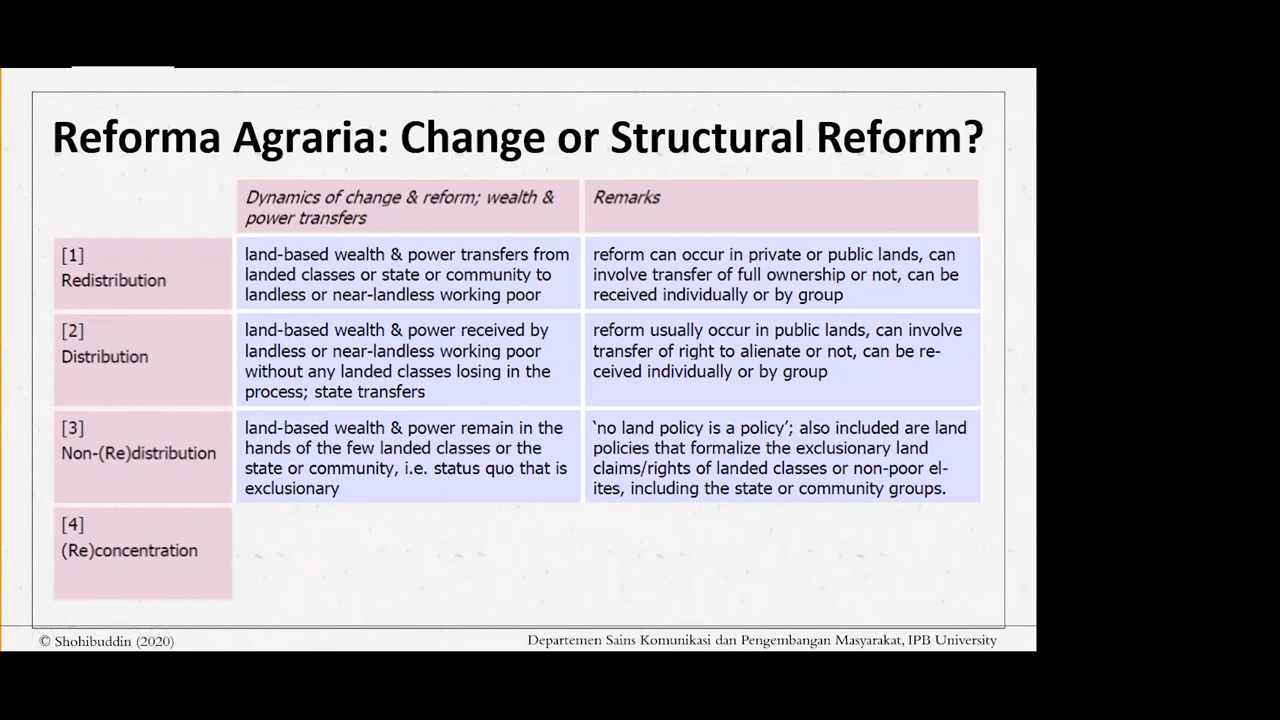 Reforma Agraria: Change or Structural Reform?
Dynamics of change & reform; wealth &
power transfers
Remarks
[1]
Redistribution
land-based wealth & power transfers from
landed classes or state or community to
landless or near-landless working poor
reform can occur in private or public lands, can
involve transfer of full ownership or not, can be
received individually or by group
[2]
Distribution
land-based wealth & power received by
landless or near-landless working poor
without any landed classes losing in the
process; state transfers
reform usually occur in public lands, can involve
transfer of right to alienate or not, can be re-
ceived individually or by group
[3]
Non-(Re)distribution
land-based wealth & power remain in the
hands of the few landed classes or the
state or community, i.e. status quo that is
exclusionary
‘no land policy is a policy’; also included are land
policies that formalize the exclusionary land
claims/rights of landed classes or non-poor el-
ites, including the state or community groups.
[4]
(Re)concentration
© Shohibuddin (2020)
Departemen Sains Komunikasi dan Pengembangan Masyarakat, IPB University